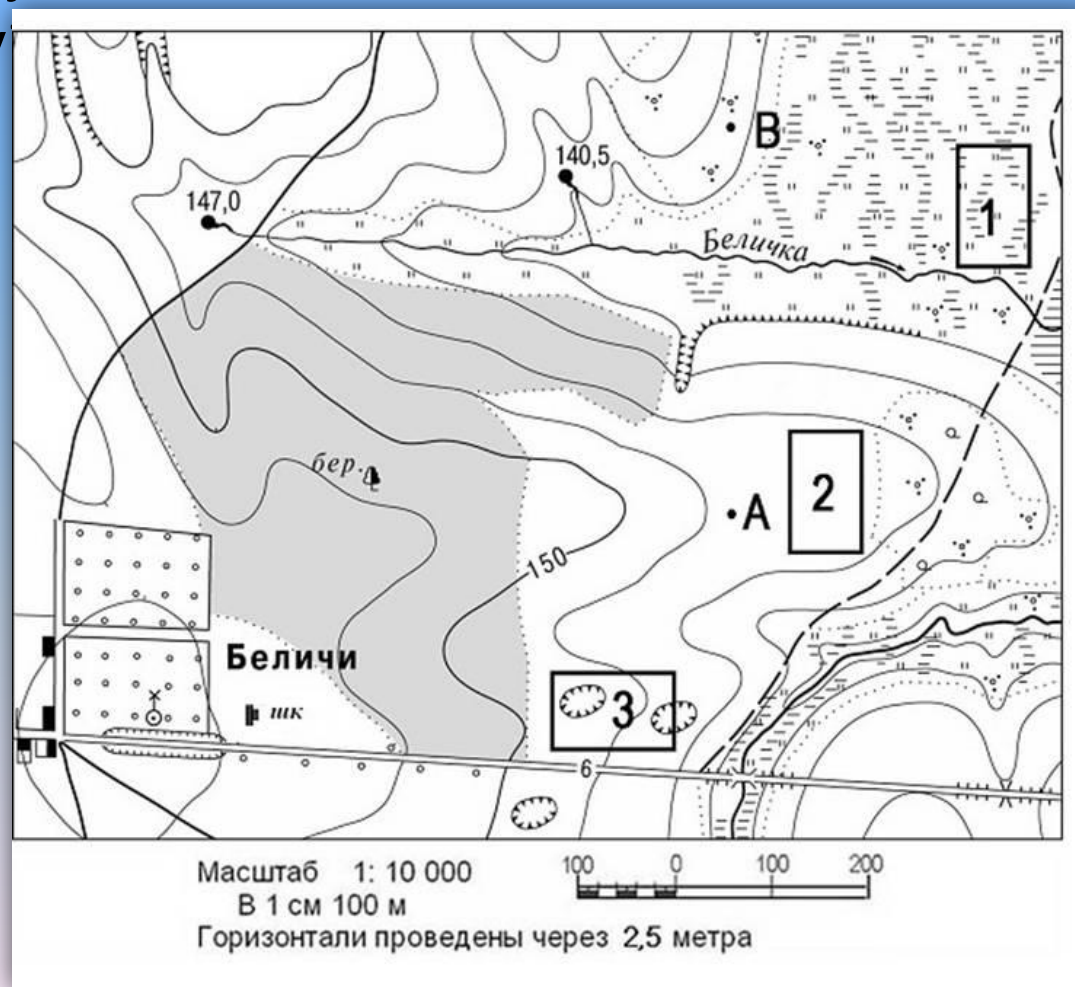 В
140,5
147,0
1
Беличка
бер.
2
А
150
Беличи
3
шк
6
Масштаб 1: 10 000
100 0 100 200
В 1 см 100 м
Горизонтали проведены через 2,5 метра